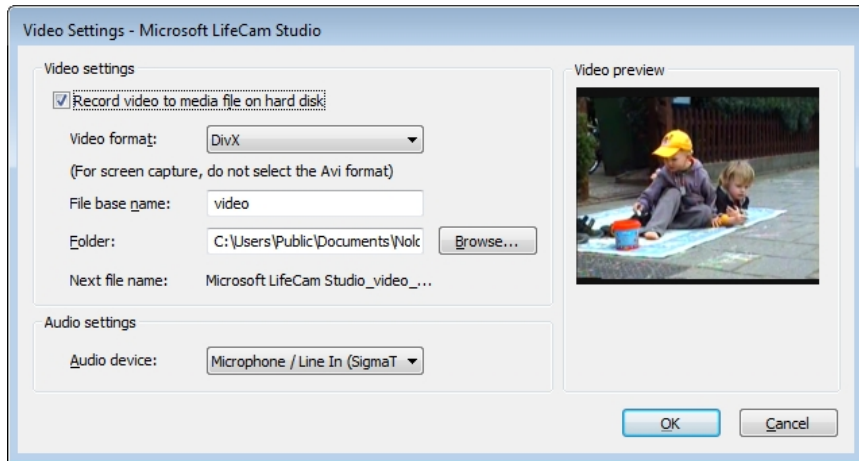 Video Settings - Microsoft LifeCam Studio
Video settings
Record video to media file on hard disk
Video format: DivX
(For screen capture, do not select the Avi format)
File base name: video
Folder: C:\Users\Public\Documents\Nolc Browse...
Next file name: Microsoft LifeCam Studio_video_...
Audio settings
Audio device: Microphone / Line In (SigmaT
Video preview
OK Cancel